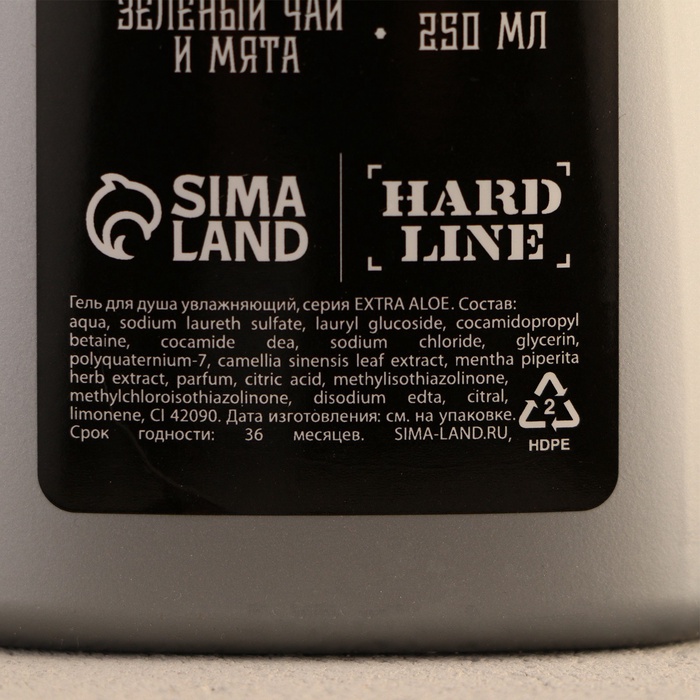 ЗЕЛЁНЫЙ ЧАЙ
И МЯТА
• 250 МЛ
SIMA
LAND
HARD
LINE
Гель для душа увлажняющий, серия EXTRA ALOE. Состав:
aqua, sodium laureth sulfate, lauryl glucoside, cocamidopropyl
betaine, cocamide dea, sodium chloride, glycerin,
polyquaternium-7, camellia sinensis leaf extract, mentha piperita
herb extract, parfum, citric acid, methylisothiazolinone,
methylchloroisothiazolinone, disodium edta, citral,
limonene, CI 42090. Дата изготовления: см. на упаковке.
Срок годности: 36 месяцев. SIMA-LAND.RU,
2
HDPE